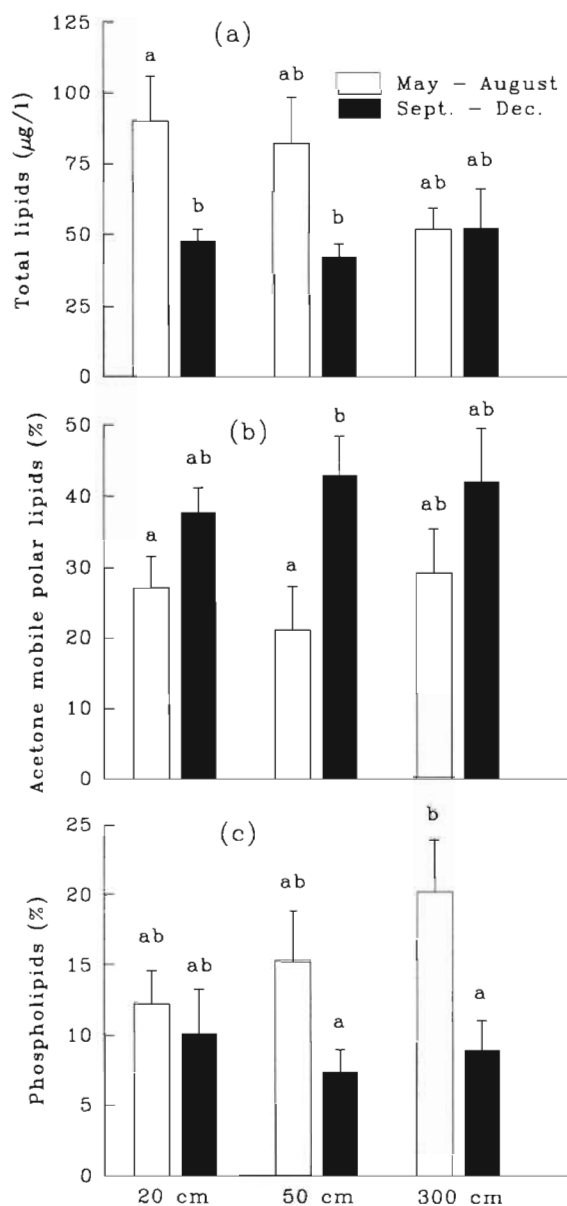 (a)
125
100
75
50
25
0
Total lipids (μg/l)
May – August
Sept. – Dec.
a
b
ab
b
ab
ab
(b)
50
40
30
20
10
0
Acetone mobile polar lipids (%)
a
ab
a
b
ab
ab
(c)
25
20
15
10
5
0
Phospholipids (%)
ab
ab
ab
a
b
a
20 cm 50 cm 300 cm